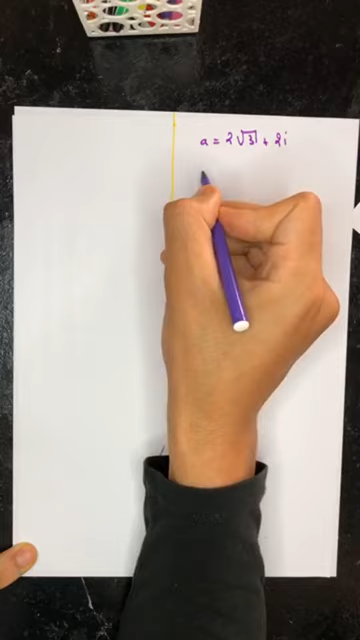 a = 2√3 + 2i